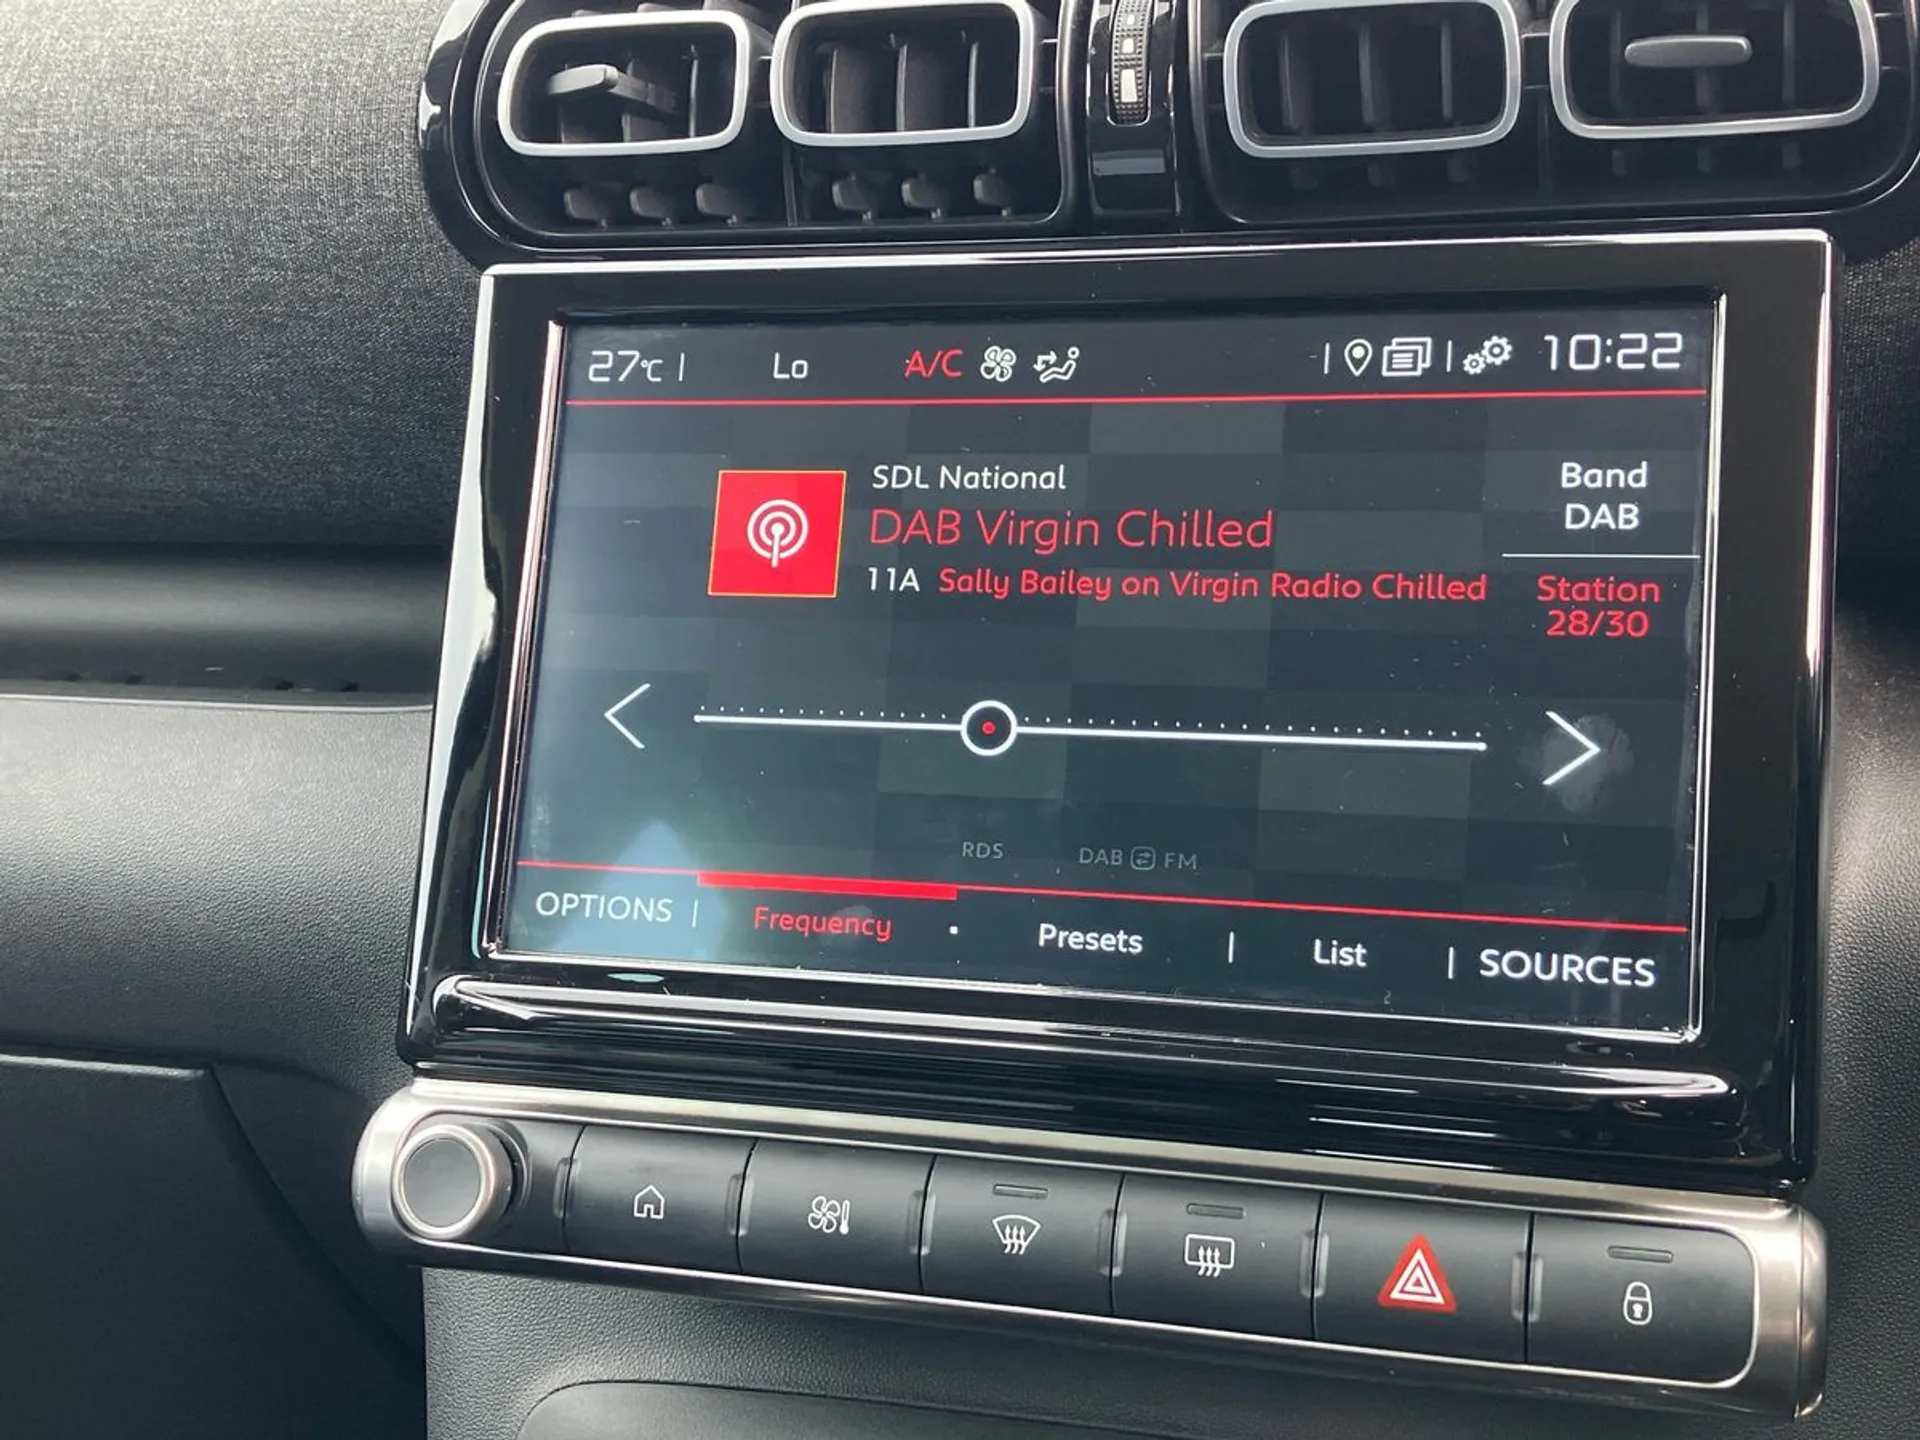 27°C | Lo A/C | | 10:22
SDL National
DAB Virgin Chilled
11A Sally Bailey on Virgin Radio Chilled
Band
DAB
Station
28/30
RDS DAB FM
OPTIONS | Frequency Presets | List | SOURCES